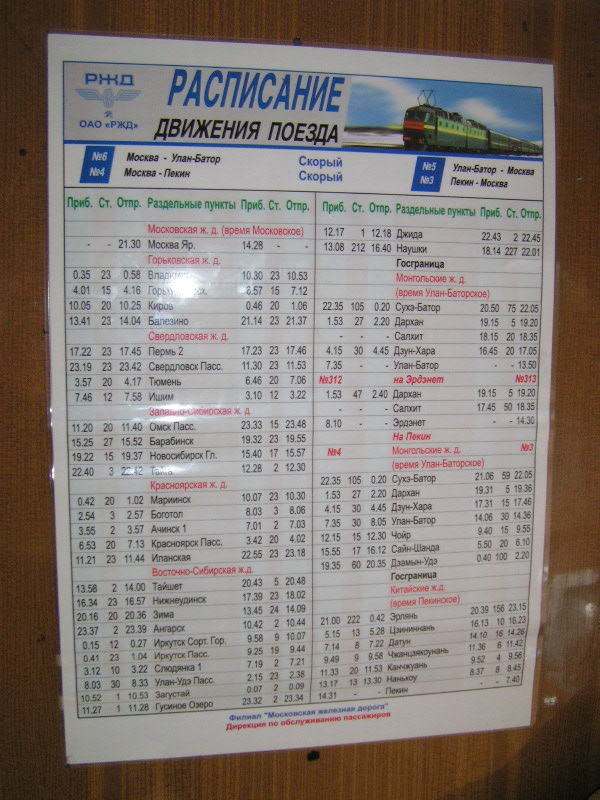 РЖД
ОАО «РЖД»
РАСПИСАНИЕ
ДВИЖЕНИЯ ПОЕЗДА
№6 Москва - Улан-Батор Скорый №5 Улан-Батор - Москва
№4 Москва - Пекин Скорый №3 Пекин - Москва
Приб. Ст. Отпр. Раздельные пункты Приб. Ст. Отпр.
Московская ж. д. (время Московское)
- - 21.30 Москва Яр. 14.28 - -
Горьковская ж. д.
0.35 23 0.58 Владимир 10.30 23 10.53
4.01 15 4.16 6.57 15 7.12
10.05 20 10.25 Киров 0.46 20 1.06
13.41 23 14.04 Балезино 21.14 23 21.37
Свердловская ж. д.
17.22 23 17.45 Пермь 2 17.23 23 17.46
23.19 23 23.42 Свердловск Пасс. 11.30 23 11.53
3.57 20 4.17 Тюмень 6.46 20 7.06
7.46 12 7.58 Ишим 3.10 12 3.22
Западно-Сибирская ж. д.
11.20 20 11.40 Омск Пасс. 23.33 15 23.48
15.25 27 15.52 Барабинск 19.32 23 19.55
19.22 15 19.37 Новосибирск Гл. 15.40 17 15.57
22.40 3 22.42 Тайга 12.28 2 12.30
Красноярская ж. д.
0.42 20 1.02 Мариинск 10.07 23 10.30
2.54 3 2.57 Боготол 8.03 3 8.06
3.55 2 3.57 Ачинск 1 7.01 2 7.03
6.53 20 7.13 Красноярск Пасс. 3.42 20 4.02
11.21 23 11.44 Иланская 22.55 23 23.18
Восточно-Сибирская ж.д.
13.58 2 14.00 Тайшет 20.43 5 20.48
16.34 23 16.57 Нижнеудинск 17.39 23 18.02
20.16 20 20.36 Зима 13.45 24 14.09
23.37 2 23.39 Ангарск 10.42 2 10.44
0.15 12 0.27 Иркутск Сорт. Гор. 9.58 9 10.07
0.41 23 1.04 Иркутск Пасс. 9.25 19 9.44
3.12 10 3.22 Слюдянка 1 7.19 2 7.21
8.03 30 8.33 Улан-Удэ Пасс. 2.15 23 2.38
10.52 1 10.53 Загустай 0.07 2 0.09
11.27 1 11.28 Гусиное Озеро 23.32 2 23.34
Приб. Ст. Отпр. Раздельные пункты Приб. Ст. Отпр.
12.17 1 12.18 Джида 22.43 2 22.45
13.08 212 16.40 Наушки 18.14 227 22.01
Госграница
Монгольские ж. д.
(время Улан-Баторское)
22.35 105 0.20 Сухэ-Батор 20.50 75 22.05
1.53 27 2.20 Дархан 19.15 5 19.20
- - - Салхит 18.15 20 18.35
4.15 30 4.45 Дзун-Хара 16.45 20 17.05
7.35 - - Улан-Батор - - 13.50
№312 на Эрдэнет №313
1.53 47 2.40 Дархан 19.15 5 19.20
- - - Салхит 17.45 50 18.35
8.10 - - Эрдэнет - - 14.30
На Пекин
№4 Монгольские ж. д. №3
(время Улан-Баторское)
22.35 105 0.20 Сухэ-Батор 21.06 59 22.05
1.53 27 2.20 Дархан 19.31 5 19.36
4.15 30 4.45 Дзун-Хара 17.31 15 17.46
7.35 30 8.05 Улан-Батор 14.06 30 14.36
12.15 15 12.30 Чойр 9.40 15 9.55
15.55 17 16.12 Сайн-Шанда 5.50 20 6.10
19.35 60 20.35 Дзамын-Удэ 0.40 100 2.20
Госграница
Китайские ж.д.
(время Пекинское)
21.00 222 0.42 Эрлянь 20.39 156 23.15
5.15 13 5.28 Цзининнань 16.13 10 16.23
7.14 8 7.22 Датун 14.10 16 14.26
9.49 9 9.58 Чжанцзякоунань 11.36 6 11.42
11.33 20 11.53 Канчжуань 9.52 4 9.56
13.17 13 13.30 Нанькоу 8.37 8 8.45
14.31 - - Пекин - - 7.40
Филиал "Московская железная дорога"
Дирекция по обслуживанию пассажиров